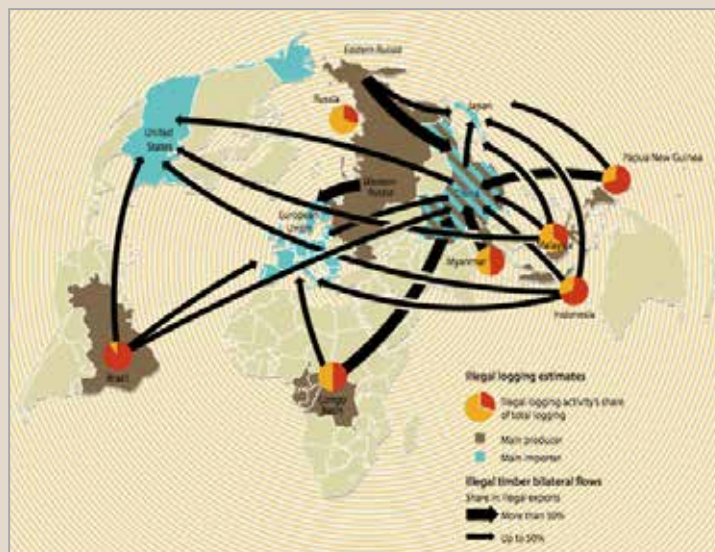 Eastern Russia
Russia
Japan
United
States
Papua New Guinea
Western
Russia
China
European
Union
Malaysia
Myanmar
Indonesia
Brazil
Congo
Basin
Illegal logging estimates
Illegal logging activity's share
of total logging
Main producer
Main importer
Illegal timber bilateral flows
Share in illegal exports
More than 50%
Up to 50%